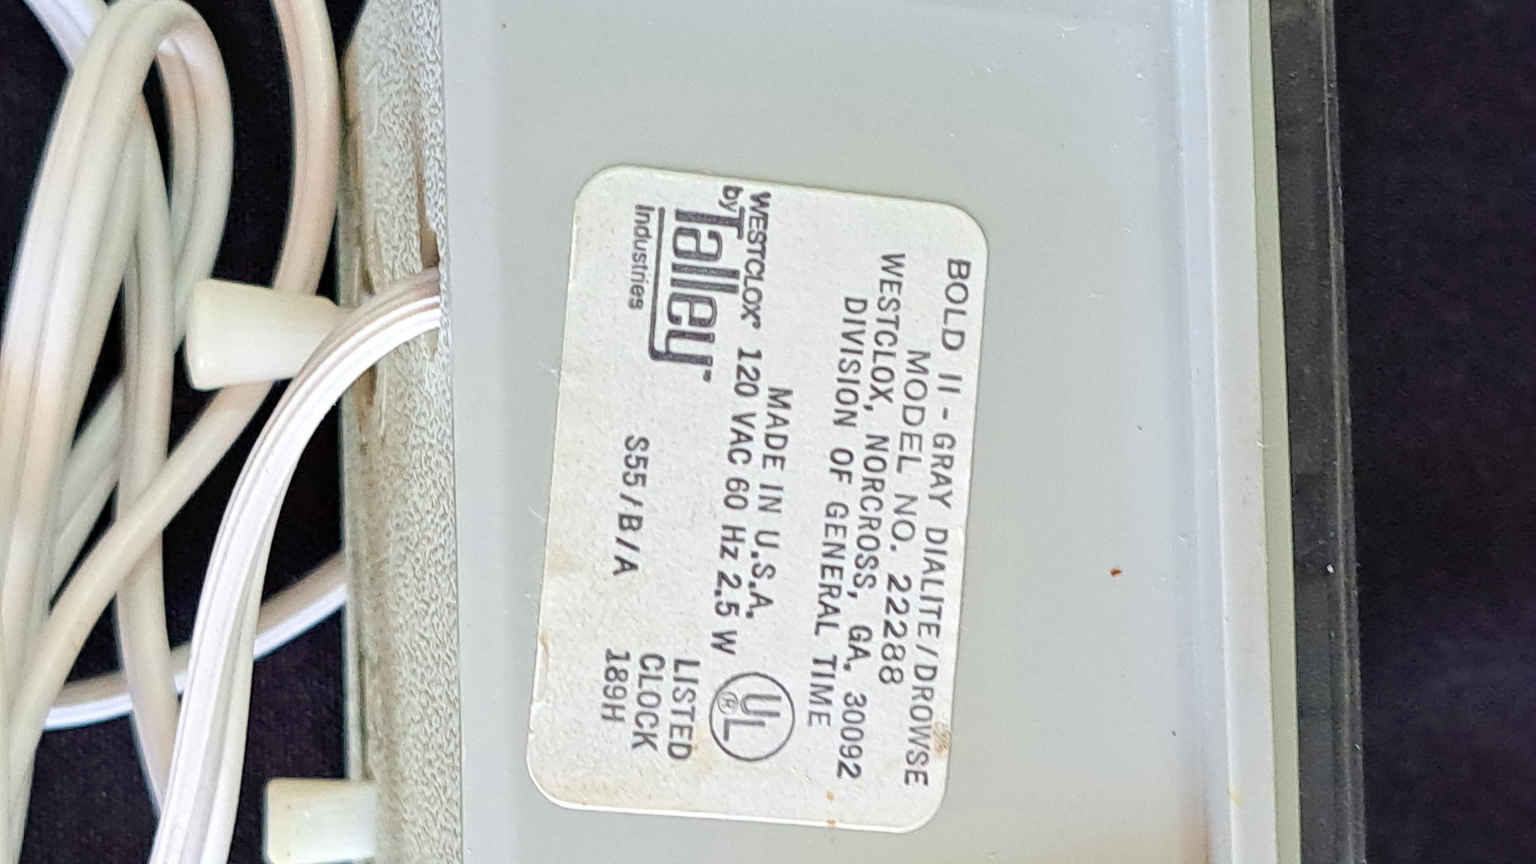 BOLD II - GRAY DIALITE/DROWSE
MODEL NO. 22288
WESTCLOX, NORCROSS, GA. 30092
DIVISION OF GENERAL TIME
MADE IN U.S.A.
WESTCLOX® 120 VAC 60 Hz 2.5 W
by Talley
Industries
S55/B/A
UL
®
LISTED
CLOCK
189H